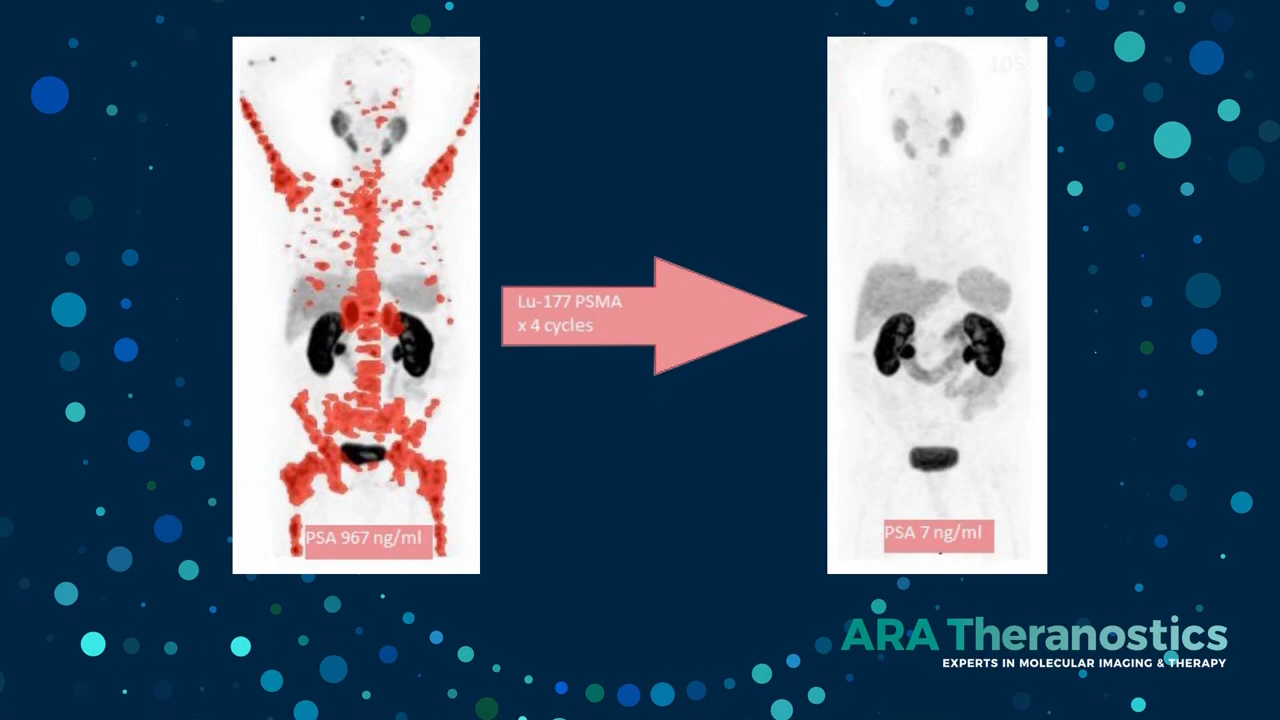 Lu-177 PSMA
x 4 cycles
PSA 967 ng/ml
PSA 7 ng/ml
ARA Theranostics
EXPERTS IN MOLECULAR IMAGING & THERAPY